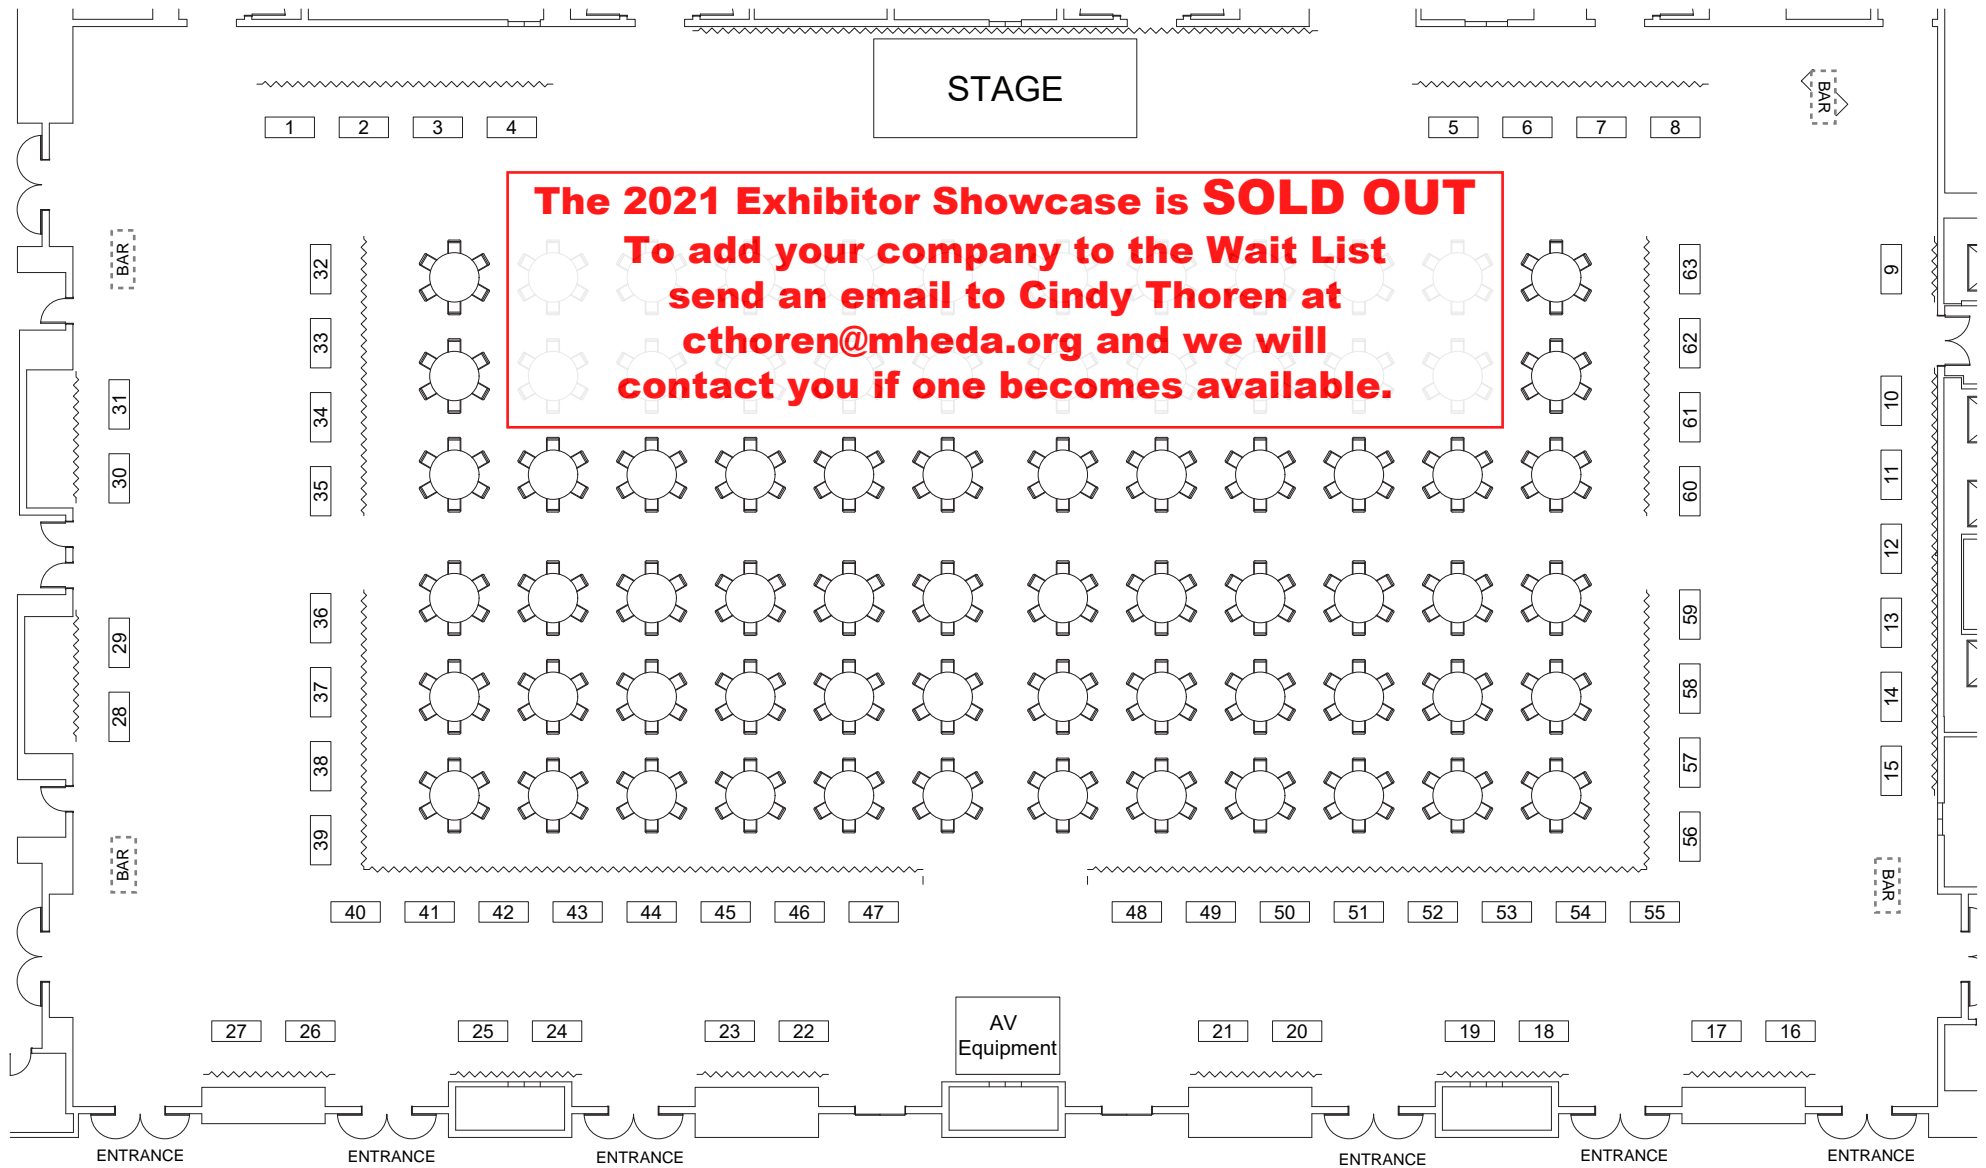 STAGE
BAR
1 2 3 4
5 6 7 8
The 2021 Exhibitor Showcase is SOLD OUT
To add your company to the Wait List
send an email to Cindy Thoren at
cthoren@mheda.org and we will
contact you if one becomes available.
BAR
32
33
34
35
31
30
63
62
61
60
9
10
11
12
13
14
15
29
28
36
37
38
39
59
58
57
56
BAR
BAR
40 41 42 43 44 45 46 47
48 49 50 51 52 53 54 55
27 26 25 24 23 22
AV
Equipment
21 20 19 18 17 16
ENTRANCE
ENTRANCE
ENTRANCE
ENTRANCE
ENTRANCE
ENTRANCE